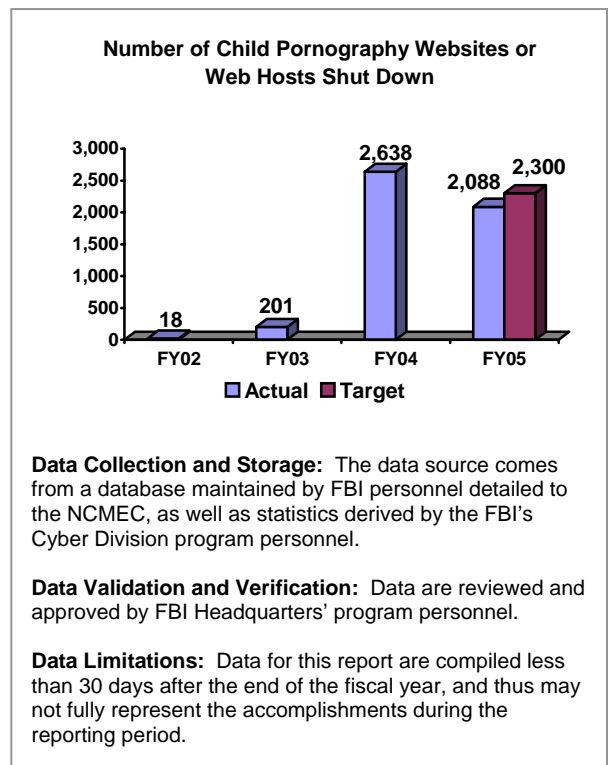 Number of Child Pornography Websites or
Web Hosts Shut Down
3,000
2,500
2,000
1,500
1,000
500
0
18
201
2,638
2,088
2,300
FY02 FY03 FY04 FY05
Actual Target
Data Collection and Storage: The data source comes
from a database maintained by FBI personnel detailed to
the NCMEC, as well as statistics derived by the FBI's
Cyber Division program personnel.
Data Validation and Verification: Data are reviewed and
approved by FBI Headquarters' program personnel.
Data Limitations: Data for this report are compiled less
than 30 days after the end of the fiscal year, and thus may
not fully represent the accomplishments during the
reporting period.